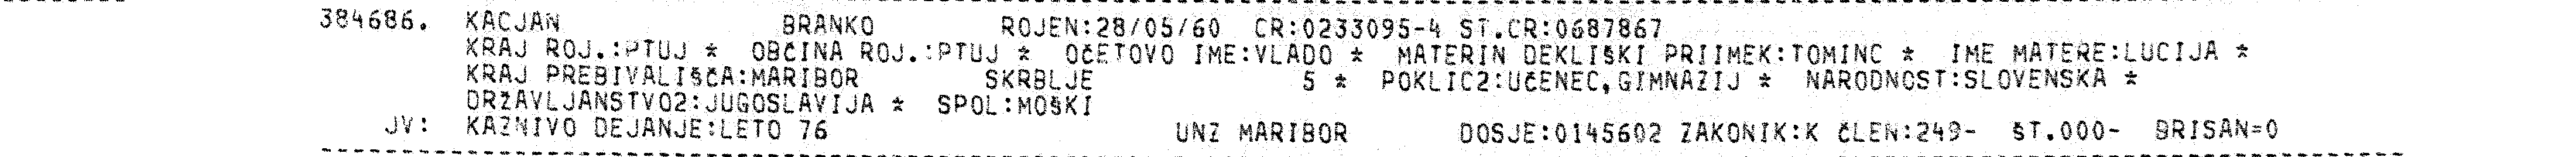 384686. KACJAN BRANKO ROJEN:28/05/60 CR:0233095-4 ST.CR:0687867
KRAJ ROJ.:PTUJ * OBČINA ROJ.:PTUJ * OČETOVO IME:VLADO * MATERIN DEKLIŠKI PRIIMEK:TOMINC * IME MATERE:LUCIJA *
KRAJ PREBIVALIŠČA:MARIBOR SKRBLJE 5 * POKLIC2:UČENEC,GIMNAZIJ * NARODNOST:SLOVENSKA *
DRŽAVLJANSTVO2:JUGOSLAVIJA * SPOL:MOŠKI
JV: KAZNIVO DEJANJE:LETO 76 UNZ MARIBOR DOSJE:0145602 ZAKONIK:K ČLEN:249- ŠT.000- BRISAN=0